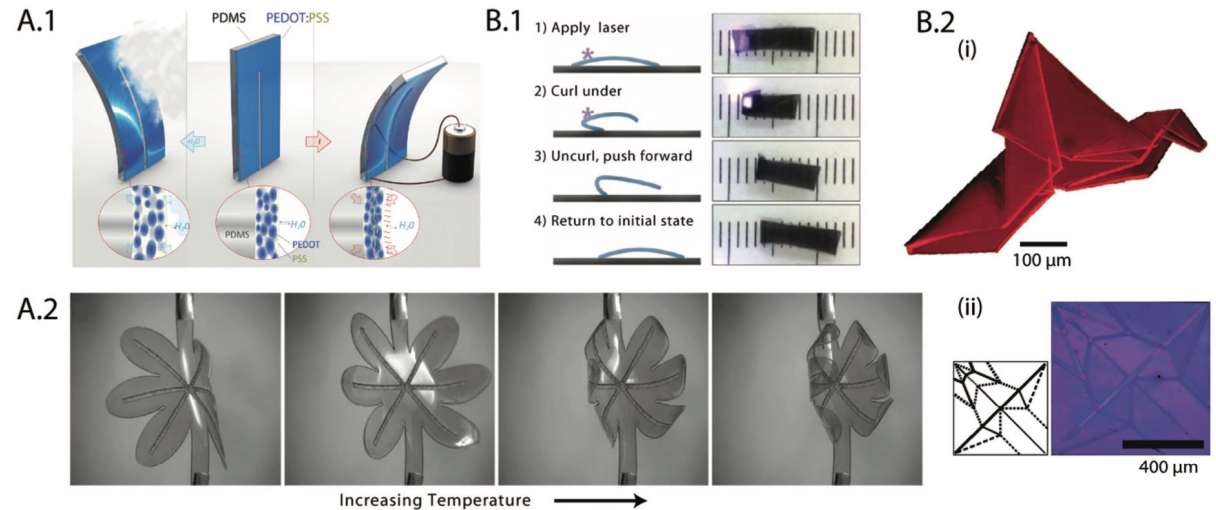 A.1
PDMS
PEDOT:PSS
H₂O
I
H₂O
PDMS
H₂O
PEDOT
PSS
H₂O
B.1
1) Apply laser
*
2) Curl under
*
3) Uncurl, push forward
4) Return to initial state
B.2
(i)
100 µm
A.2
Increasing Temperature
(ii)
400 µm